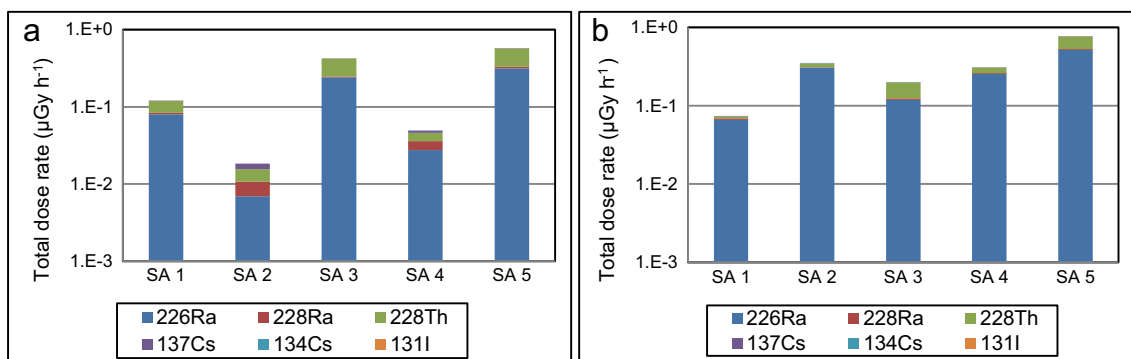 a
Total dose rate (µGy h⁻¹)
1.E+0
1.E-1
1.E-2
1.E-3
SA 1 SA 2 SA 3 SA 4 SA 5
226Ra 228Ra 228Th
137Cs 134Cs 131I
b
Total dose rate (µGy h⁻¹)
1.E+0
1.E-1
1.E-2
1.E-3
SA 1 SA 2 SA 3 SA 4 SA 5
226Ra 228Ra 228Th
137Cs 134Cs 131I